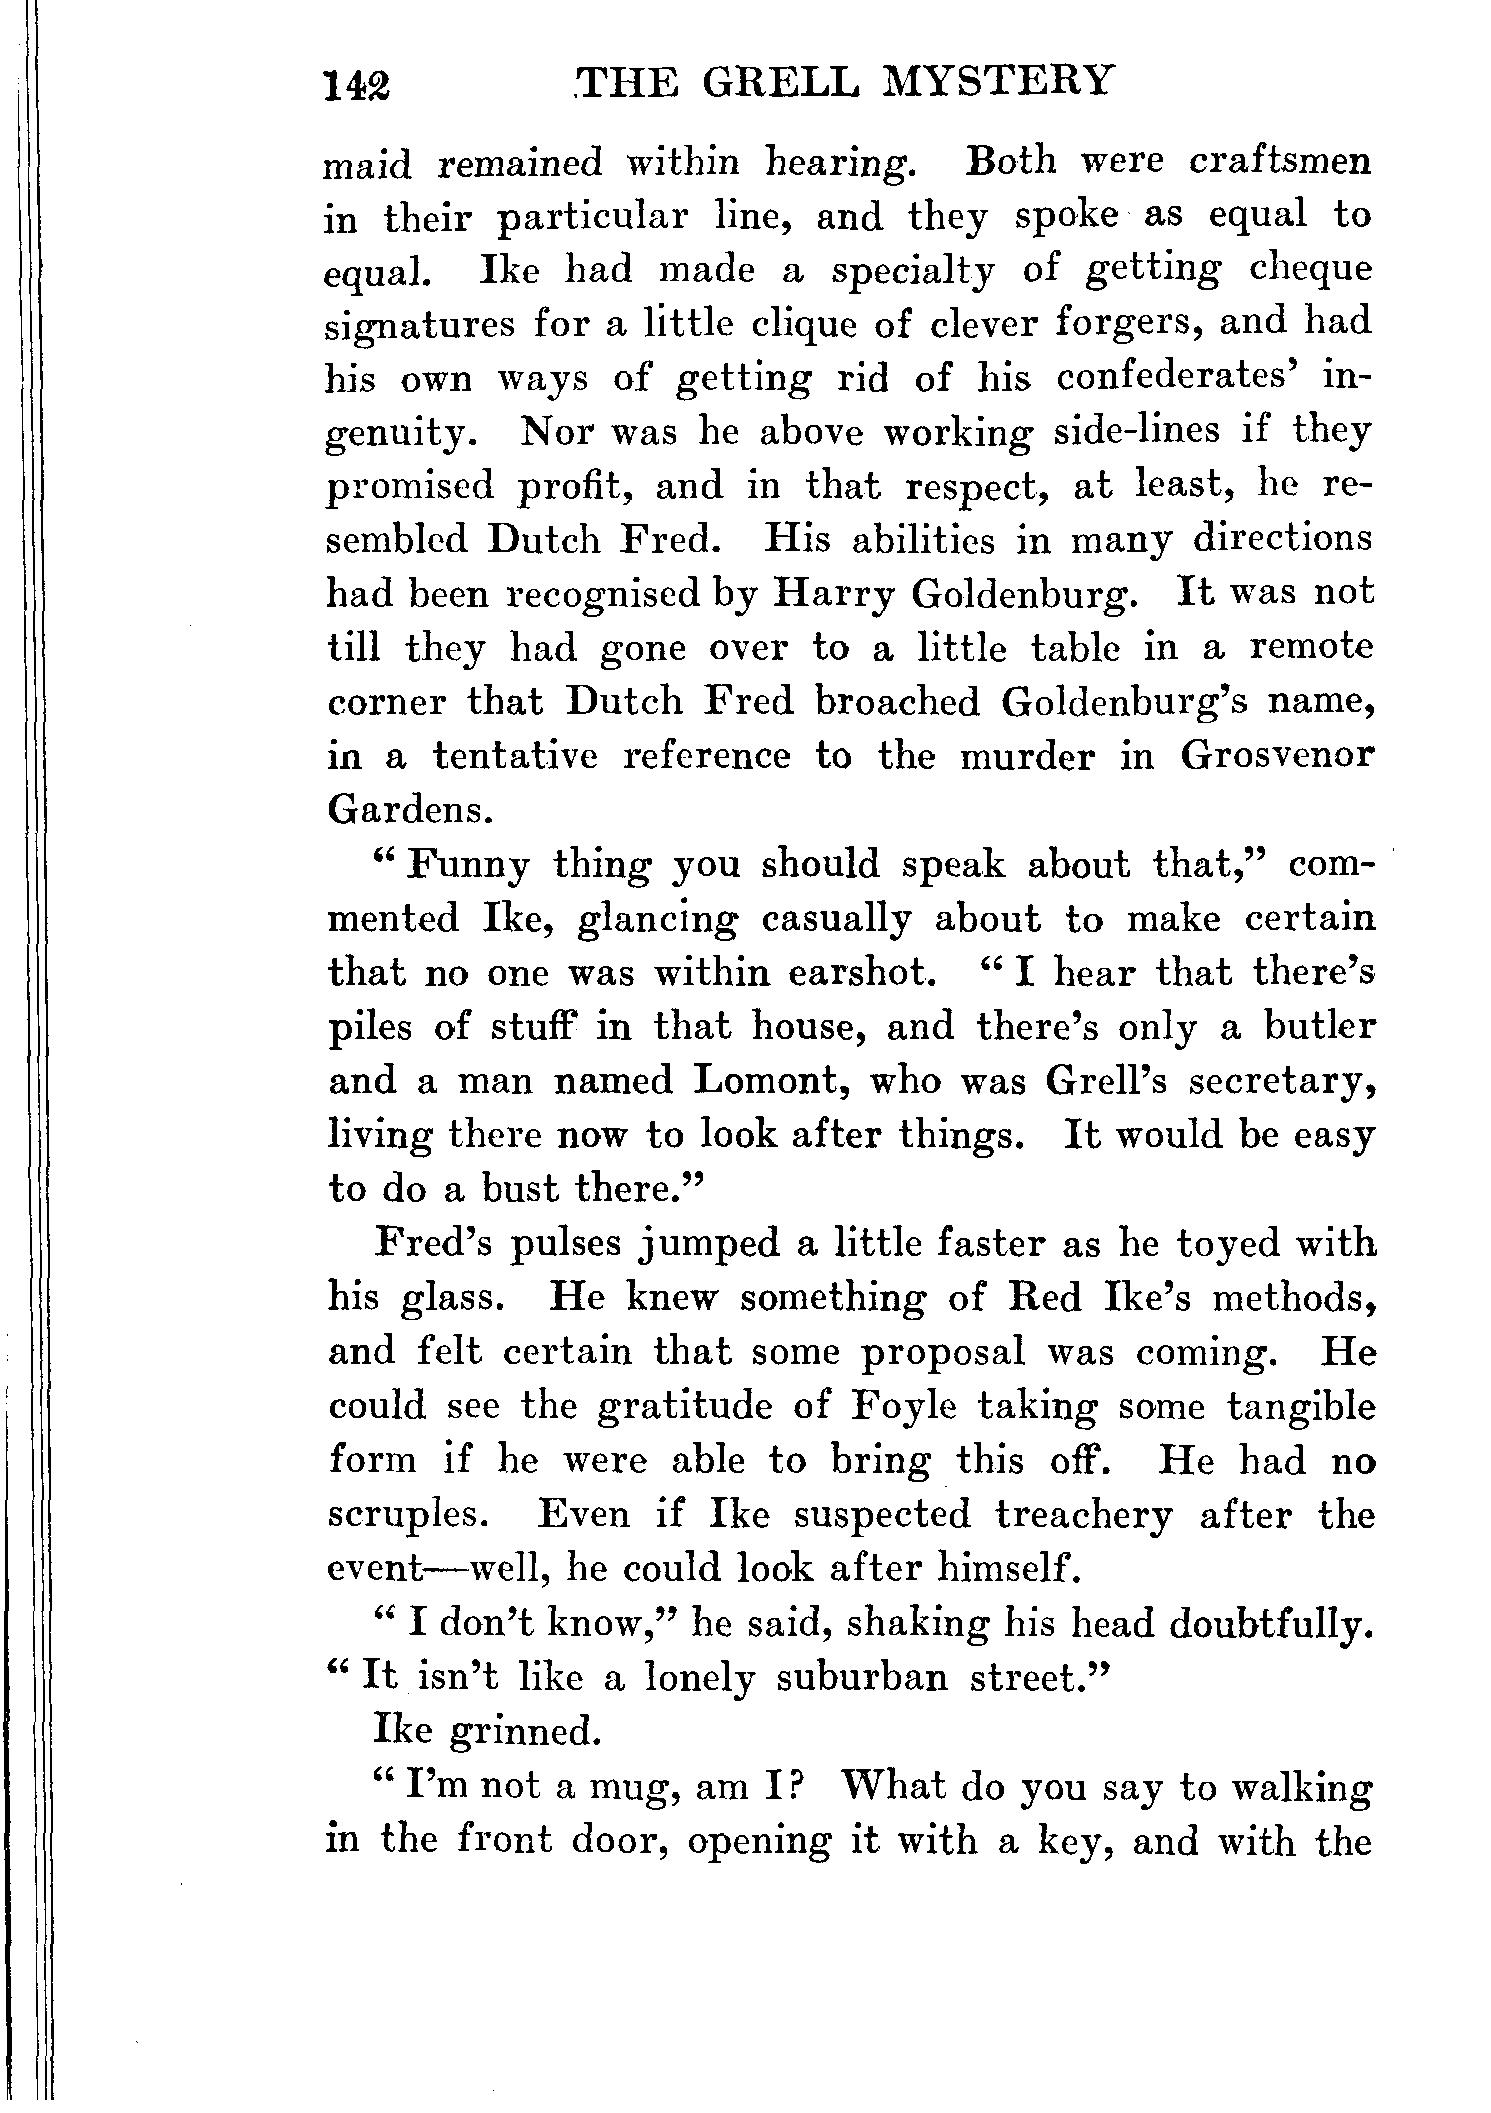 142 THE GRELL MYSTERY
maid remained within hearing. Both were craftsmen
in their particular line, and they spoke as equal to
equal. Ike had made a specialty of getting cheque
signatures for a little clique of clever forgers, and had
his own ways of getting rid of his confederates’ in-
genuity. Nor was he above working side-lines if they
promised profit, and in that respect, at least, he re-
sembled Dutch Fred. His abilities in many directions
had been recognised by Harry Goldenburg. It was not
till they had gone over to a little table in a remote
corner that Dutch Fred broached Goldenburg’s name,
in a tentative reference to the murder in Grosvenor
Gardens.
“ Funny thing you should speak about that,” com-
mented Ike, glancing casually about to make certain
that no one was within earshot. “ I hear that there’s
piles of stuff in that house, and there’s only a butler
and a man named Lomont, who was Grell’s secretary,
living there now to look after things. It would be easy
to do a bust there.”
Fred’s pulses jumped a little faster as he toyed with
his glass. He knew something of Red Ike’s methods,
and felt certain that some proposal was coming. He
could see the gratitude of Foyle taking some tangible
form if he were able to bring this off. He had no
scruples. Even if Ike suspected treachery after the
event—well, he could look after himself.
“ I don’t know,” he said, shaking his head doubtfully.
“ It isn’t like a lonely suburban street.”
Ike grinned.
“ I’m not a mug, am I? What do you say to walking
in the front door, opening it with a key, and with the